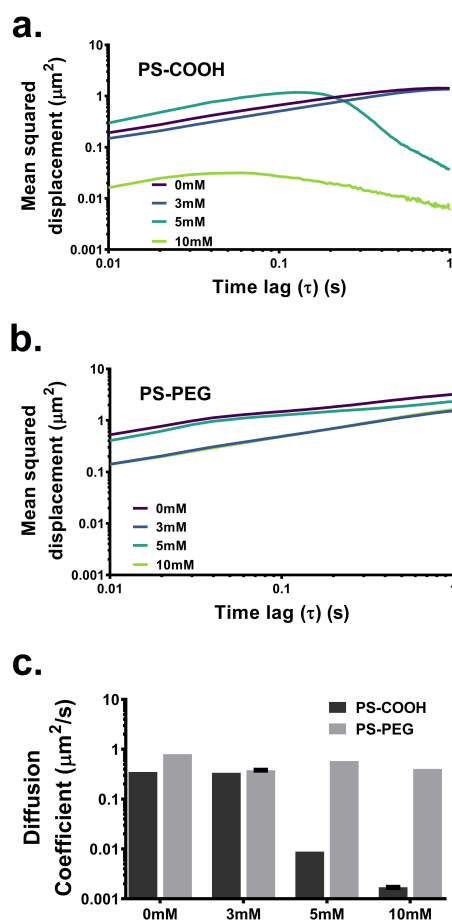 a.
Mean squared
displacement (μm²)
PS-COOH
10
1
0.1
0.01
0.001
0mM
3mM
5mM
10mM
0.01
0.1
1
Time lag (τ) (s)
b.
Mean squared
displacement (μm²)
PS-PEG
10
1
0.1
0.01
0.001
0mM
3mM
5mM
10mM
0.01
0.1
1
Time lag (τ) (s)
c.
Diffusion
Coefficient (μm²/s)
10
1
0.1
0.01
0.001
PS-COOH
PS-PEG
0mM
3mM
5mM
10mM